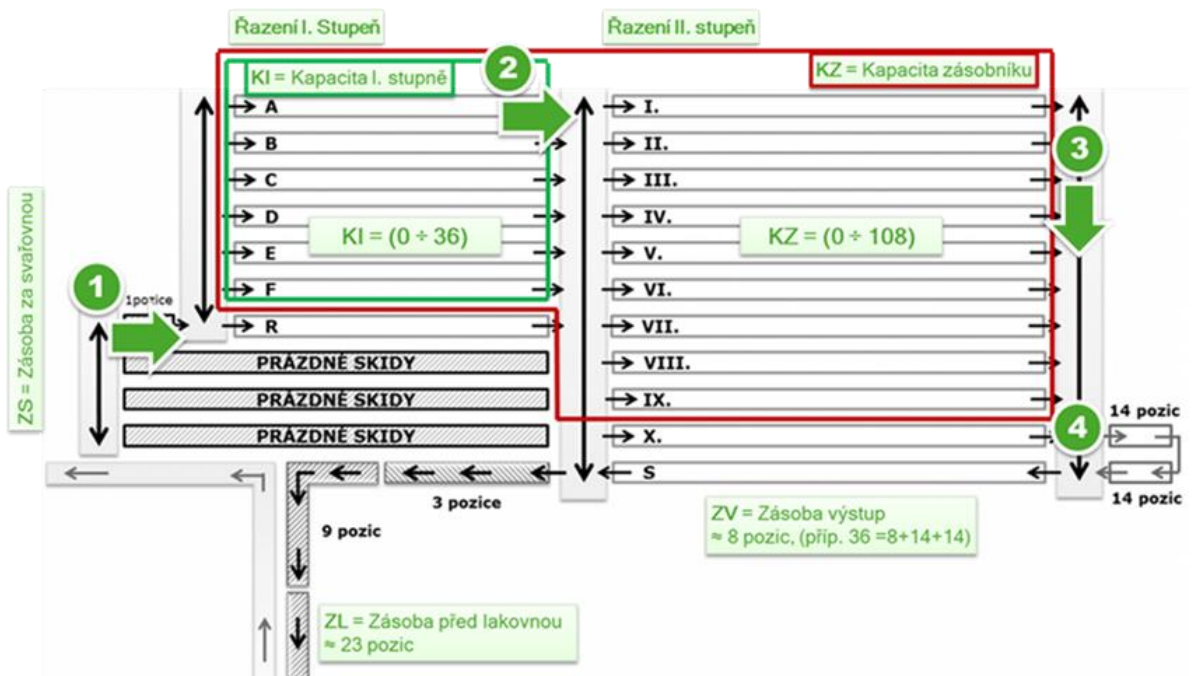 Řazení I. Stupeň
Řazení II. stupeň
KI = Kapacita I. stupně
2
KZ = Kapacita zásobníku
A
I.
B
II.
3
C
III.
D
IV.
KI = (0 ÷ 36)
KZ = (0 ÷ 108)
E
V.
F
VI.
ZS = Zásoba za svařovnou
1
1pozice
R
VII.
PRÁZDNÉ SKIDY
VIII.
PRÁZDNÉ SKIDY
IX.
PRÁZDNÉ SKIDY
X.
4
14 pozic
S
14 pozic
3 pozice
9 pozic
ZV = Zásoba výstup
≈ 8 pozic, (příp. 36 =8+14+14)
ZL = Zásoba před lakovnou
≈ 23 pozic